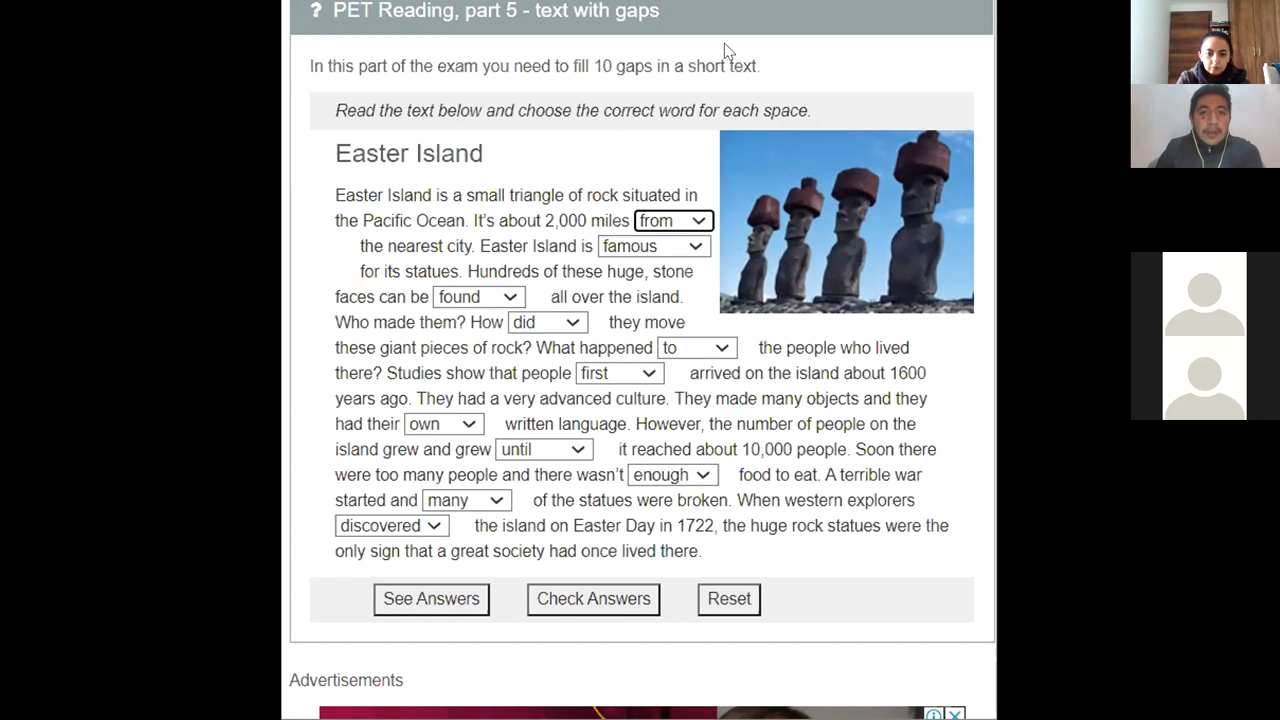 ? PET Reading, part 5 - text with gaps
In this part of the exam you need to fill 10 gaps in a short text.
Read the text below and choose the correct word for each space.
Easter Island
Easter Island is a small triangle of rock situated in
the Pacific Ocean. It's about 2,000 miles from
the nearest city. Easter Island is famous
for its statues. Hundreds of these huge, stone
faces can be found all over the island.
Who made them? How did they move
these giant pieces of rock? What happened to the people who lived
there? Studies show that people first arrived on the island about 1600
years ago. They had a very advanced culture. They made many objects and they
had their own written language. However, the number of people on the
island grew and grew until it reached about 10,000 people. Soon there
were too many people and there wasn't enough food to eat. A terrible war
started and many of the statues were broken. When western explorers
discovered the island on Easter Day in 1722, the huge rock statues were the
only sign that a great society had once lived there.
See Answers Check Answers Reset
Advertisements